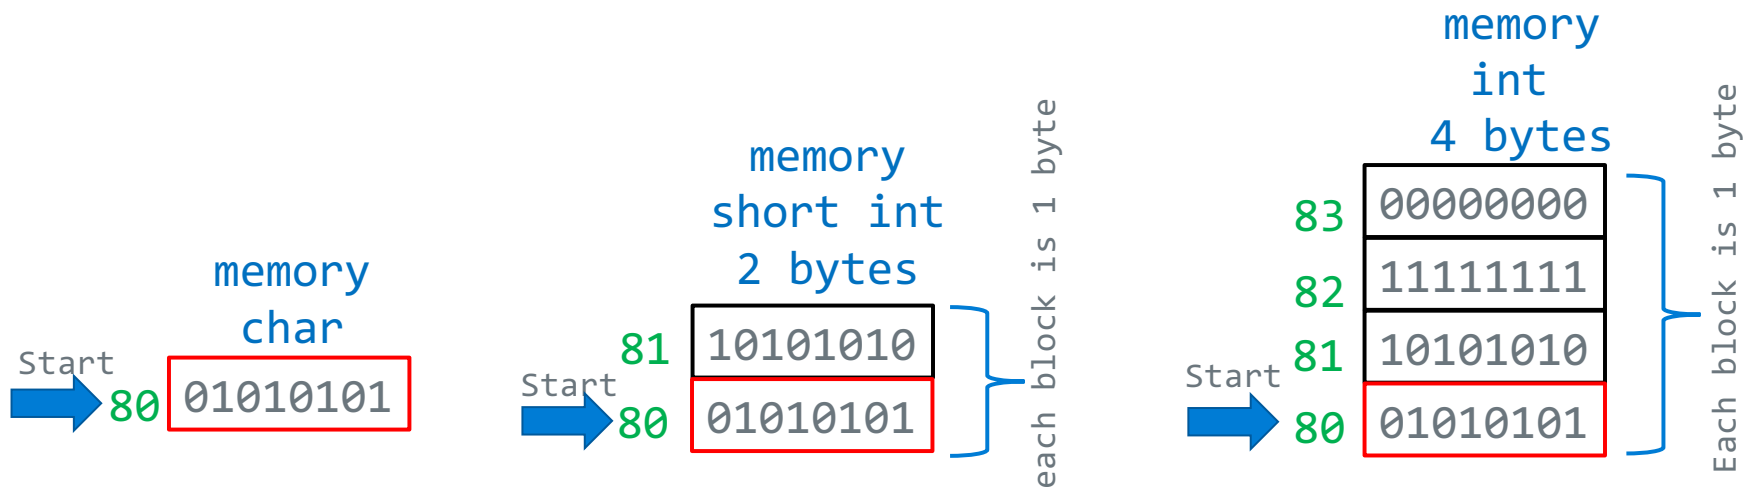 memory
char
Start
80 01010101
memory
short int
2 bytes
81 10101010
Start
80 01010101
each block is 1 byte
memory
int
4 bytes
83 00000000
82 11111111
81 10101010
Start
80 01010101
Each block is 1 byte